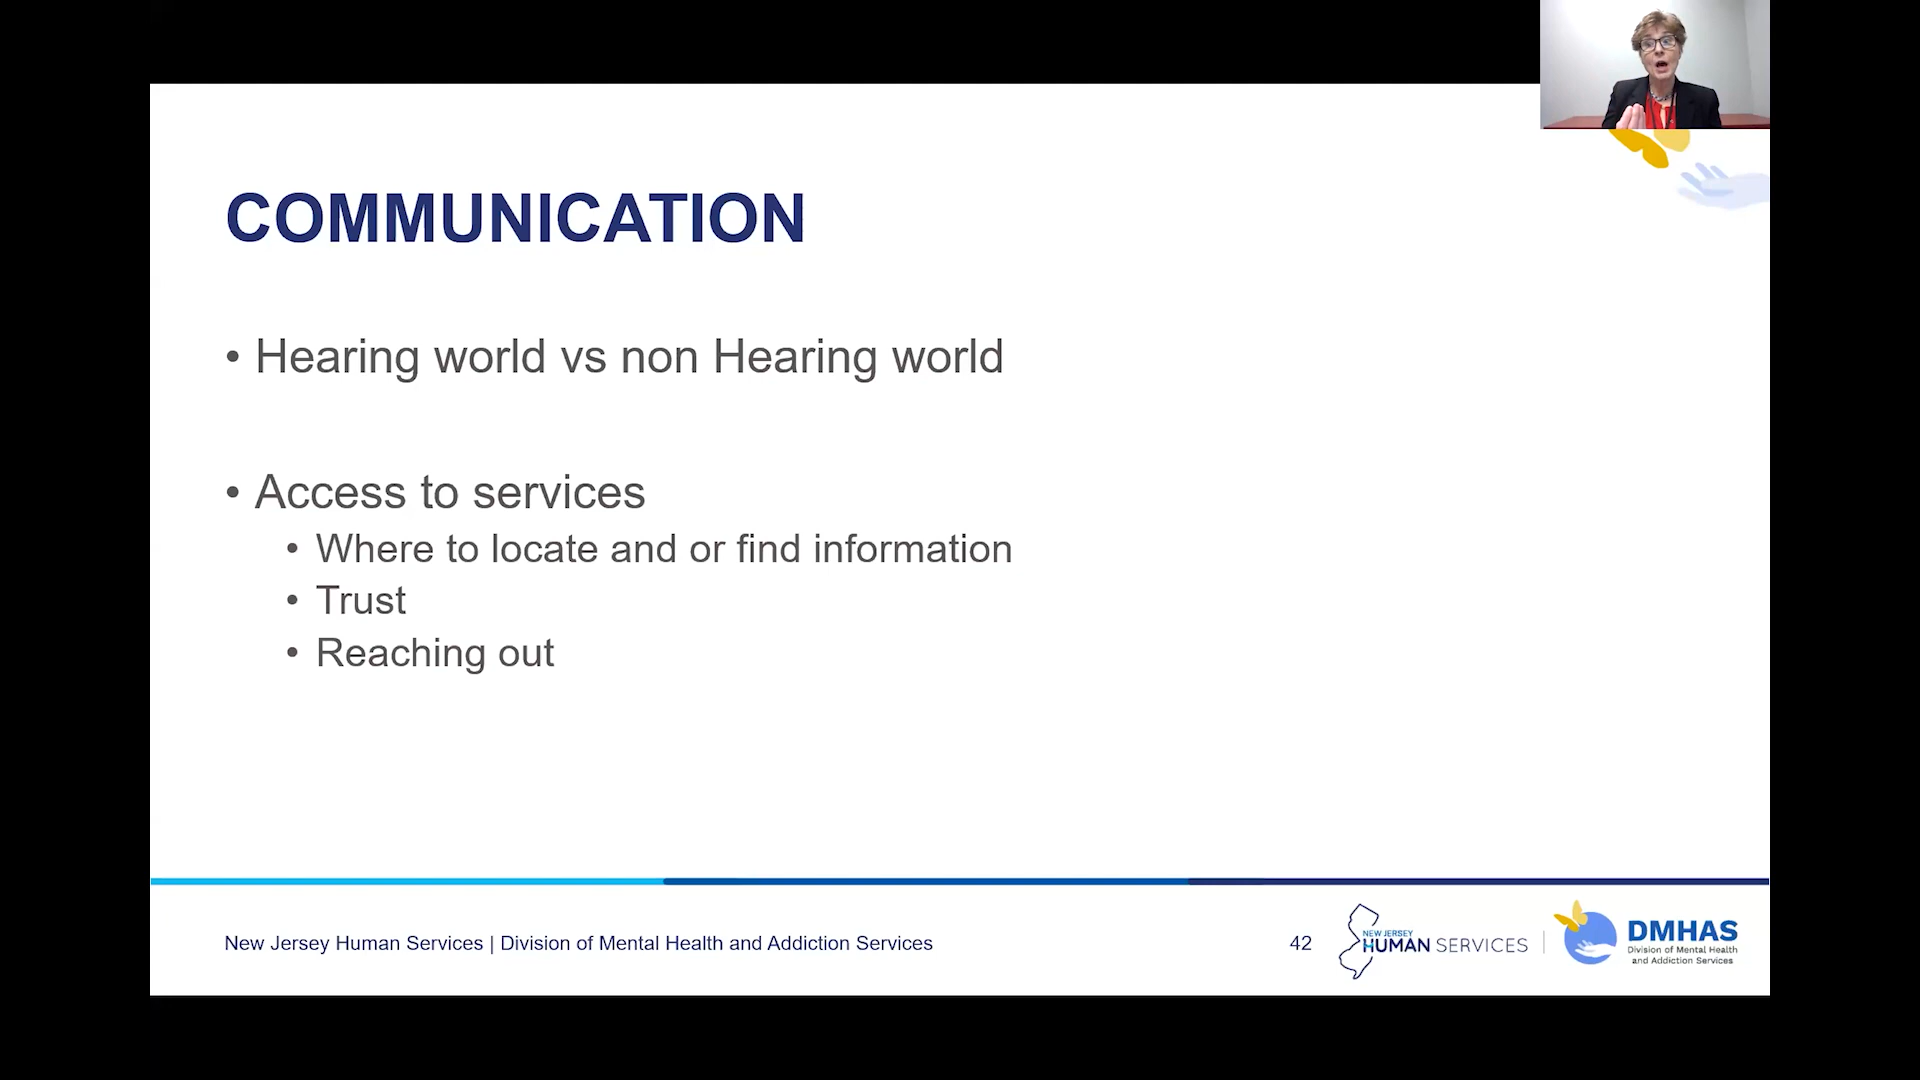 COMMUNICATION
• Hearing world vs non Hearing world
• Access to services
• Where to locate and or find information
• Trust
• Reaching out
New Jersey Human Services | Division of Mental Health and Addiction Services
42
NEW JERSEY
HUMAN SERVICES
DMHAS
Division of Mental Health
and Addiction Services